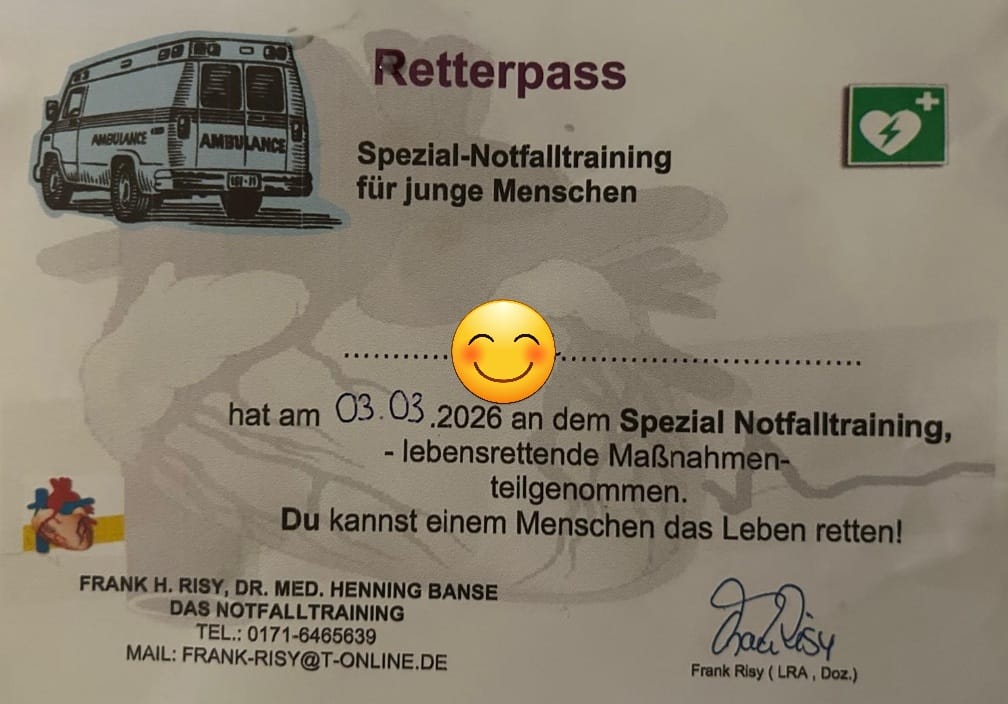 Retterpass
AMBULANCE
AMBULANCE
Spezial-Notfalltraining
für junge Menschen
hat am 03.03.2026 an dem Spezial Notfalltraining,
- lebensrettende Maßnahmen-
teilgenommen.
Du kannst einem Menschen das Leben retten!
FRANK H. RISY, DR. MED. HENNING BANSE
DAS NOTFALLTRAINING
TEL.: 0171-6465639
MAIL: FRANK-RISY@T-ONLINE.DE
Frank Risy
Frank Risy ( LRA , Doz.)